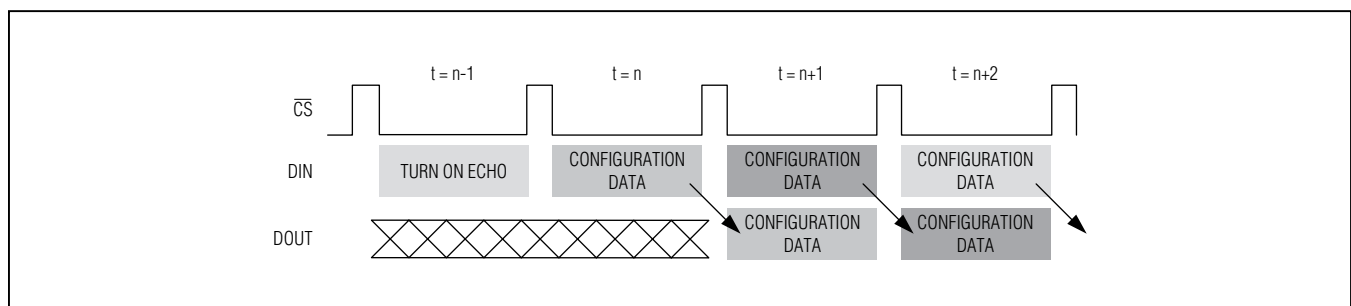 t = n-1 t = n t = n+1 t = n+2
CS
DIN TURN ON ECHO CONFIGURATION DATA CONFIGURATION DATA CONFIGURATION DATA
DOUT CONFIGURATION DATA CONFIGURATION DATA